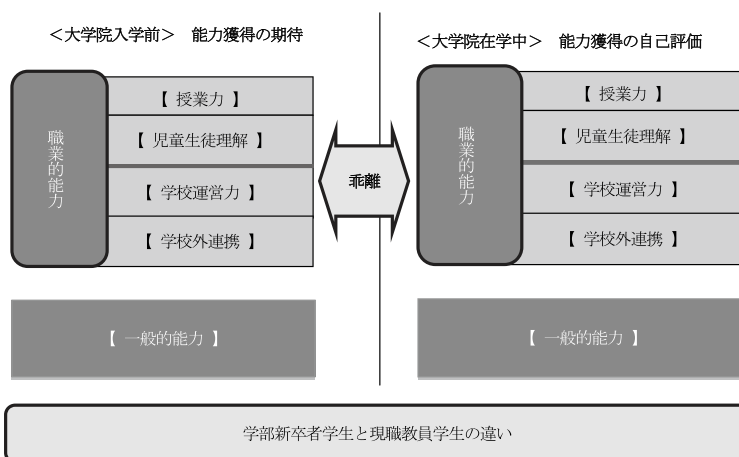 ＜大学院入学前＞　能力獲得の期待
職業的能力
【 授業力 】
【 児童生徒理解 】
【 学校運営力 】
【 学校外連携 】
【 一般的能力 】
乖離
＜大学院在学中＞　能力獲得の自己評価
職業的能力
【 授業力 】
【 児童生徒理解 】
【 学校運営力 】
【 学校外連携 】
【 一般的能力 】
学部新卒者学生と現職教員学生の違い